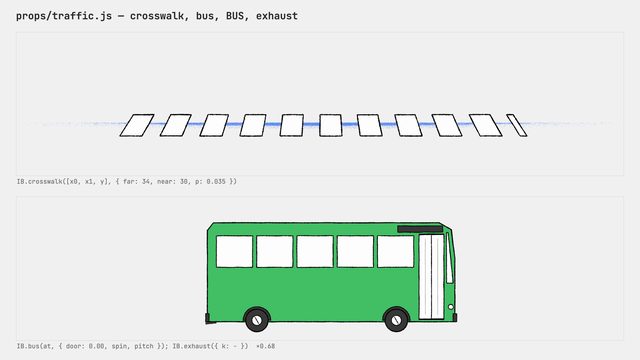 props/traffic.js — crosswalk, bus, BUS, exhaust
IB.crosswalk([x0, x1, y], { far: 34, near: 30, p: 0.035 })
IB.bus(at, { door: 0.00, spin, pitch }); IB.exhaust({ k: - }) ×0.68